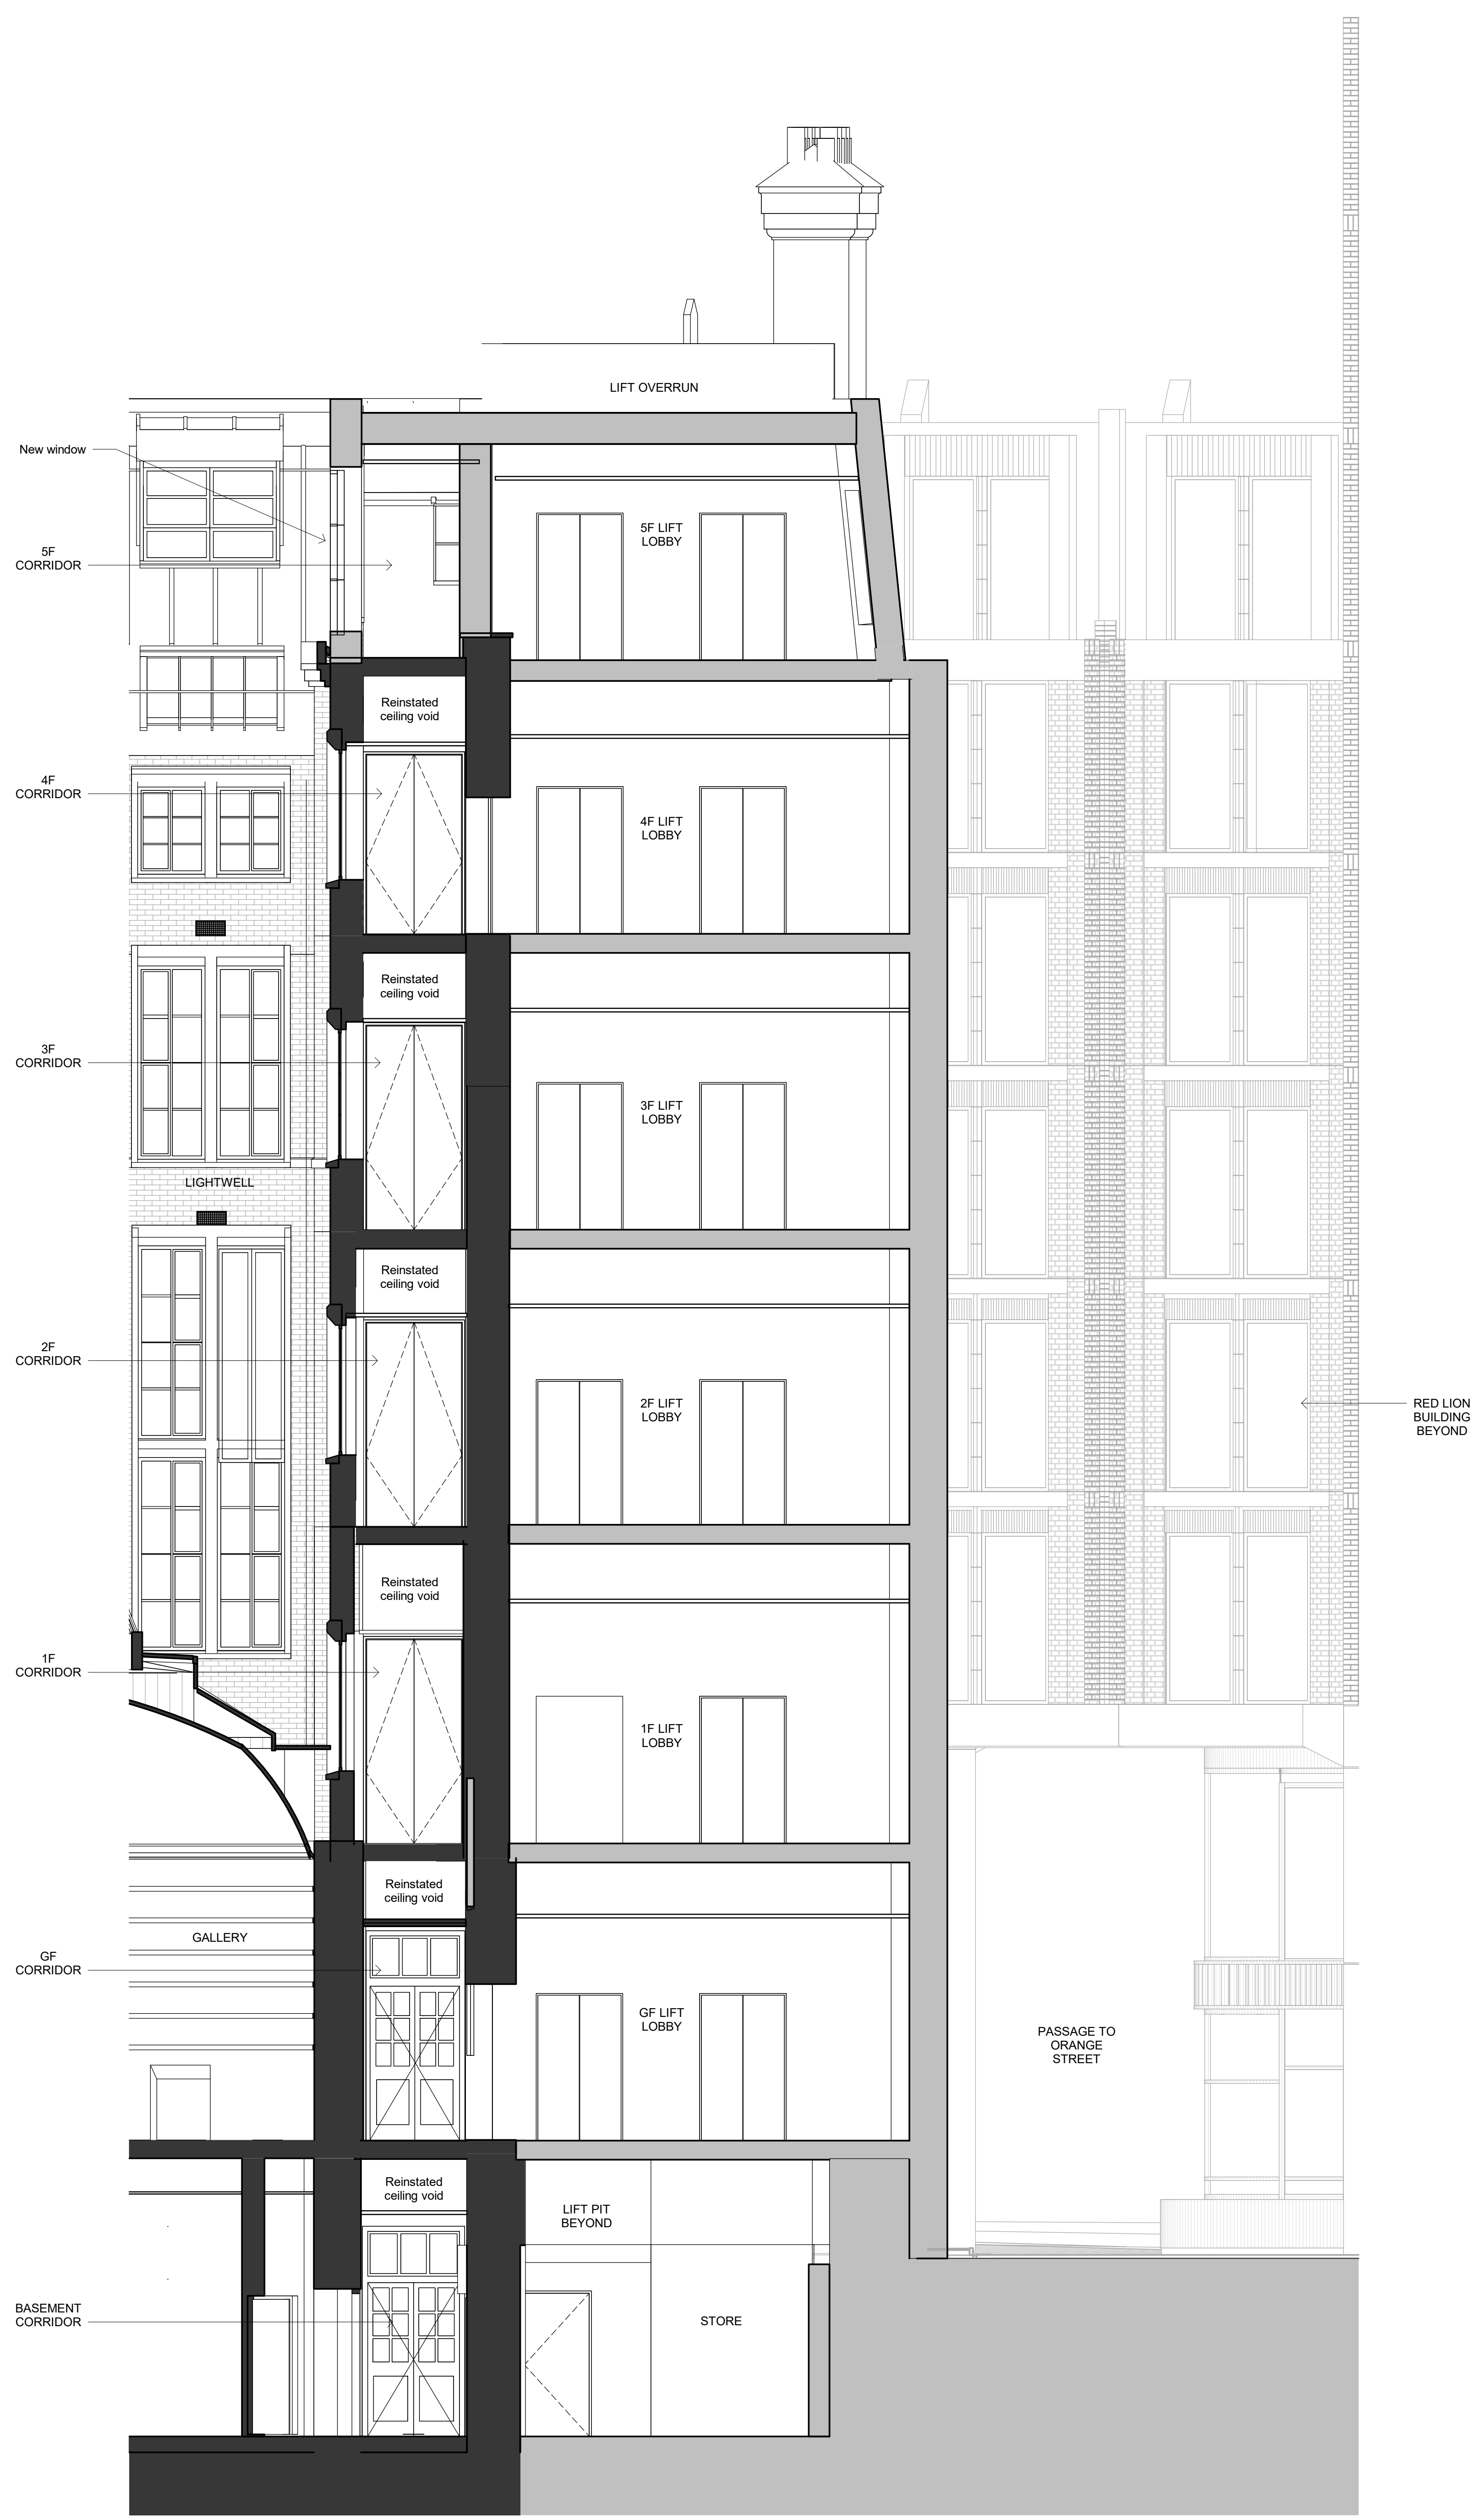 LIFT OVERRUN
New window
5F LIFT
LOBBY
5F
CORRIDOR
Reinstated
ceiling void
4F
CORRIDOR
4F LIFT
LOBBY
Reinstated
ceiling void
3F
CORRIDOR
3F LIFT
LOBBY
LIGHTWELL
Reinstated
ceiling void
2F
CORRIDOR
2F LIFT
LOBBY
RED LION
BUILDING
BEYOND
Reinstated
ceiling void
1F
CORRIDOR
1F LIFT
LOBBY
Reinstated
ceiling void
GALLERY
GF
CORRIDOR
GF LIFT
LOBBY
PASSAGE TO
ORANGE
STREET
Reinstated
ceiling void
LIFT PIT
BEYOND
BASEMENT
CORRIDOR
STORE